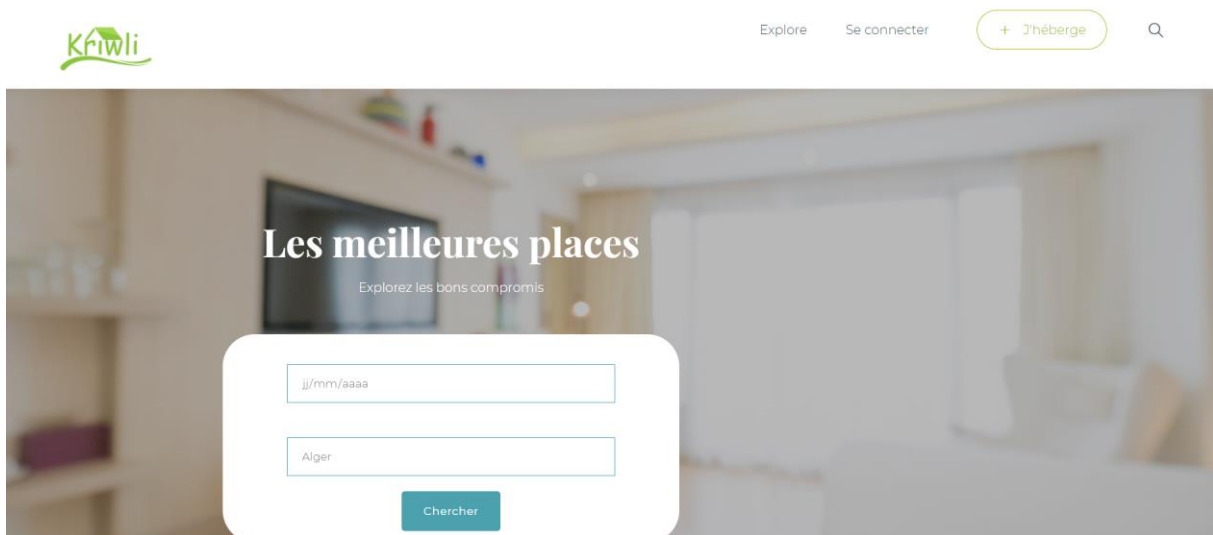 Kriwli
Explore
Se connecter
+ J'héberge
Les meilleures places
Explorez les bons compromis
jj/mm/aaaa
Alger
Chercher